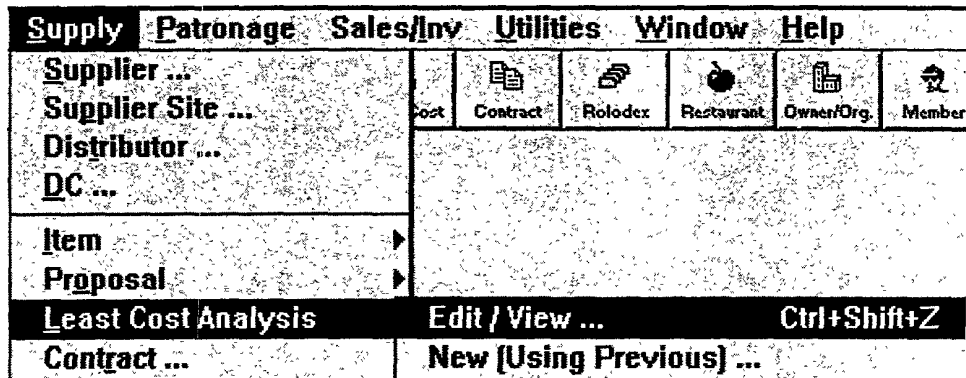 Supply Patronage Sales/Inv Utilities Window Help
Supplier ...
Supplier Site ...
Distributor ...
DC ...
Cost Contract Rolodex Restaurant Owner/Org. Member
Item
Proposal
Least Cost Analysis Edit / View ... Ctrl+Shift+Z
Contract ... New (Using Previous) ...